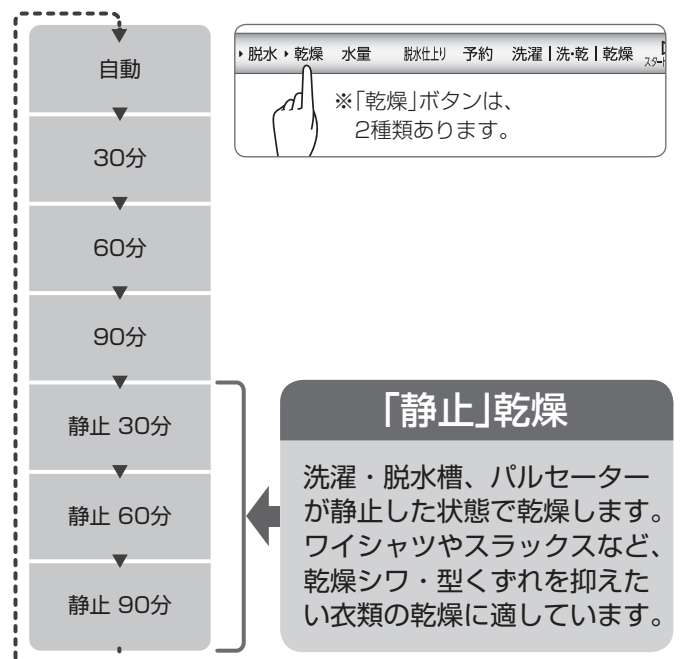 自動
30分
60分
90分
静止 30分
静止 60分
静止 90分
脱水 乾燥 水量 脱水仕上り 予約 洗濯 洗・乾 乾燥
※「乾燥」ボタンは、
2種類あります。
「静止」乾燥
洗濯・脱水槽、パルセーター
が静止した状態で乾燥します。
ワイシャツやスラックスなど、
乾燥シワ・型くずれを抑えた
い衣類の乾燥に適しています。